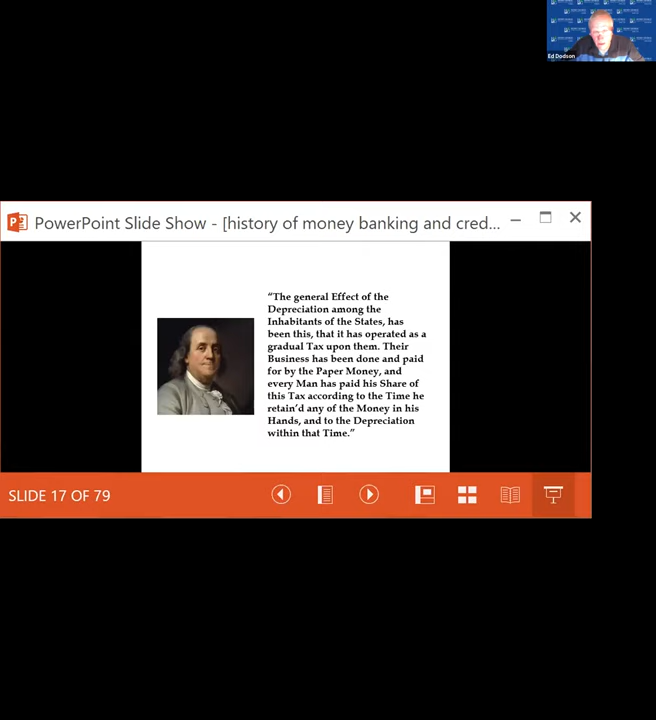 Ed Dodson
PowerPoint Slide Show - [history of money banking and cred...
“The general Effect of the
Depreciation among the
Inhabitants of the States, has
been this, that it has operated as a
gradual Tax upon them. Their
Business has been done and paid
for by the Paper Money, and
every Man has paid his Share of
this Tax according to the Time he
retain’d any of the Money in his
Hands, and to the Depreciation
within that Time.”
SLIDE 17 OF 79